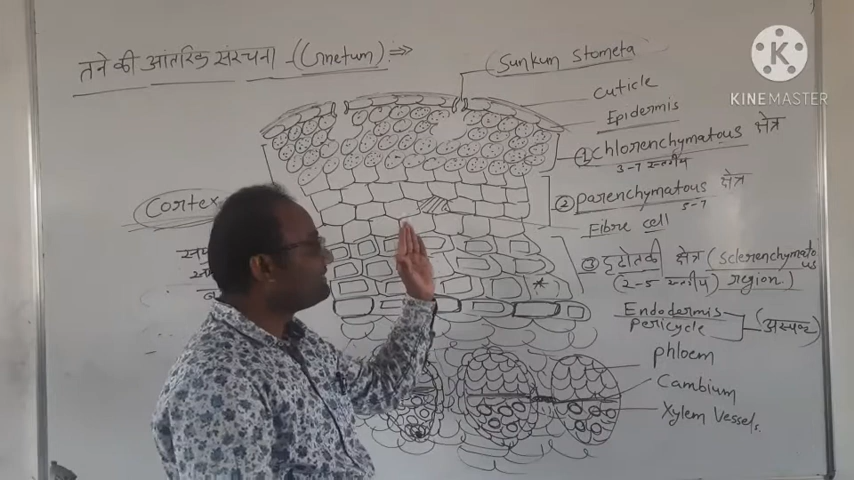 तने की आंतरिक संरचना - (Gnetum) ⇒
Sunkum Stometa
KINEMASTER
Cuticle
Epidermis
① Chlorenchymatous क्षेत्र
3-7 स्तरीय
② Parenchymatous क्षेत्र
5-7
Fibre cell
Cortex
③ दृढ़ोतकी क्षेत्र (Sclerenchymatous
(2-5 स्तरीय) region)
Endodermis
Pericycle
(अस्पष्ट)
Phloem
Cambium
Xylem Vessels.